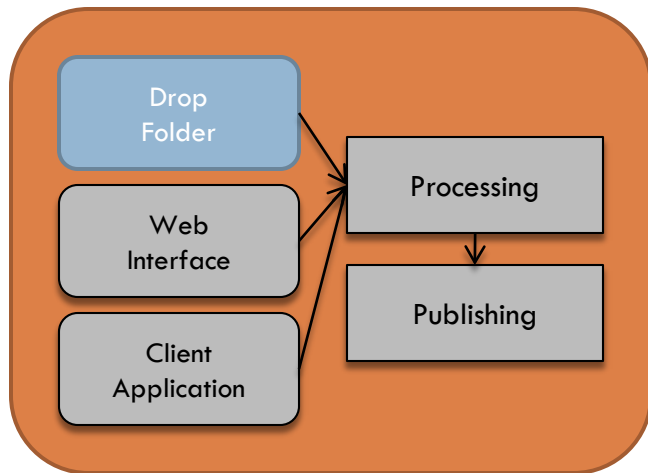 Drop
Folder
Web
Interface
Client
Application
Processing
Publishing